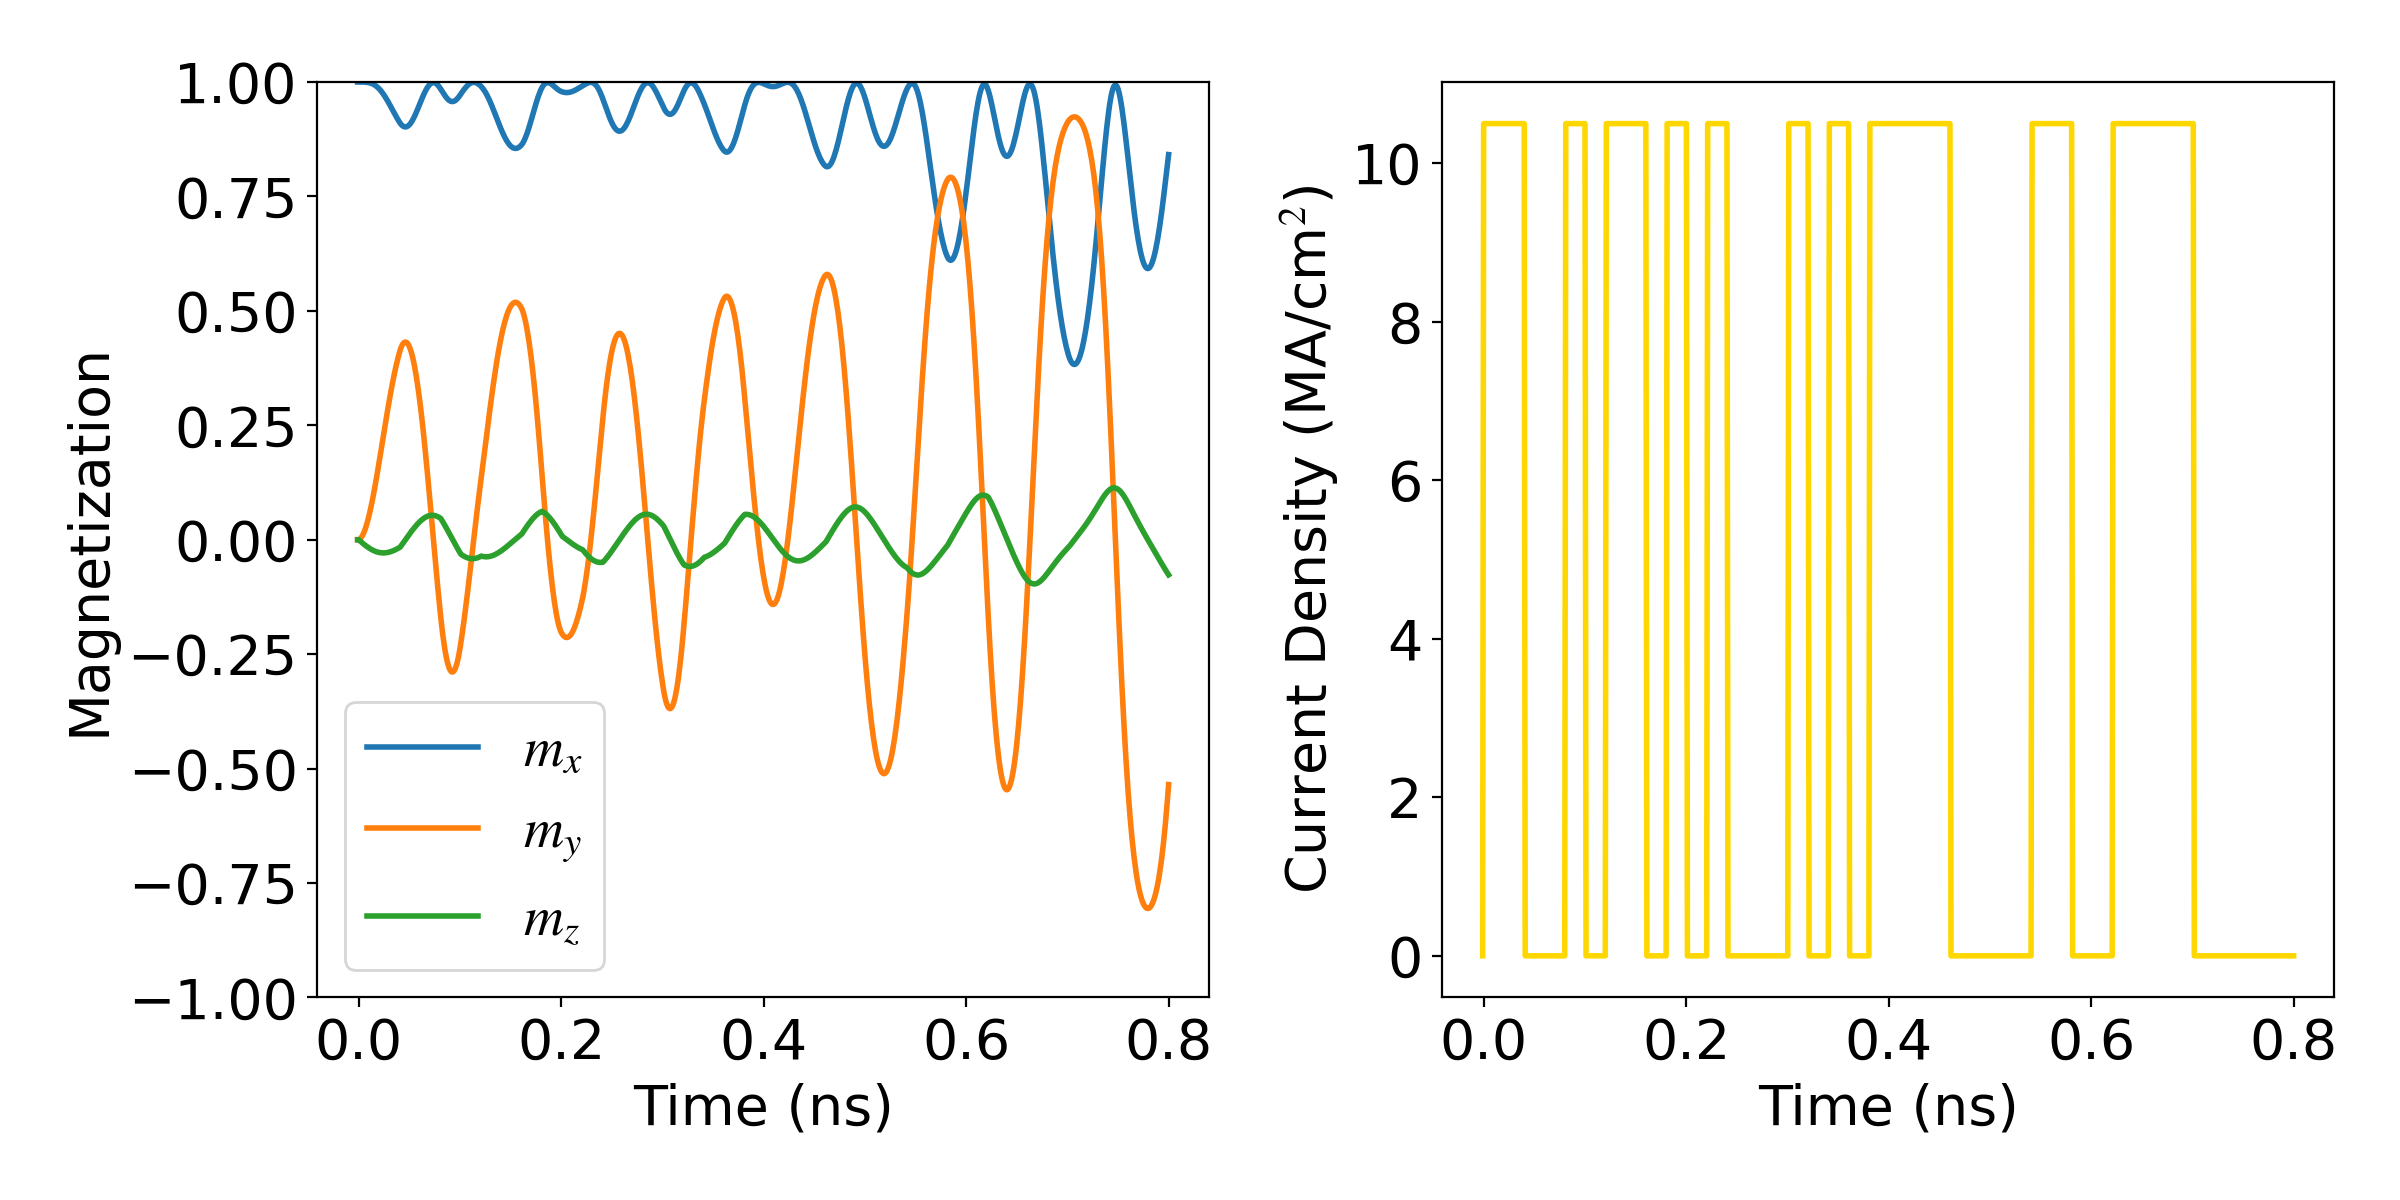 Magnetization
1.00
0.75
0.50
0.25
0.00
−0.25
−0.50
−0.75
−1.00
m_x
m_y
m_z
0.0 0.2 0.4 0.6 0.8
Time (ns)
Current Density (MA/cm²)
10
8
6
4
2
0
0.0 0.2 0.4 0.6 0.8
Time (ns)